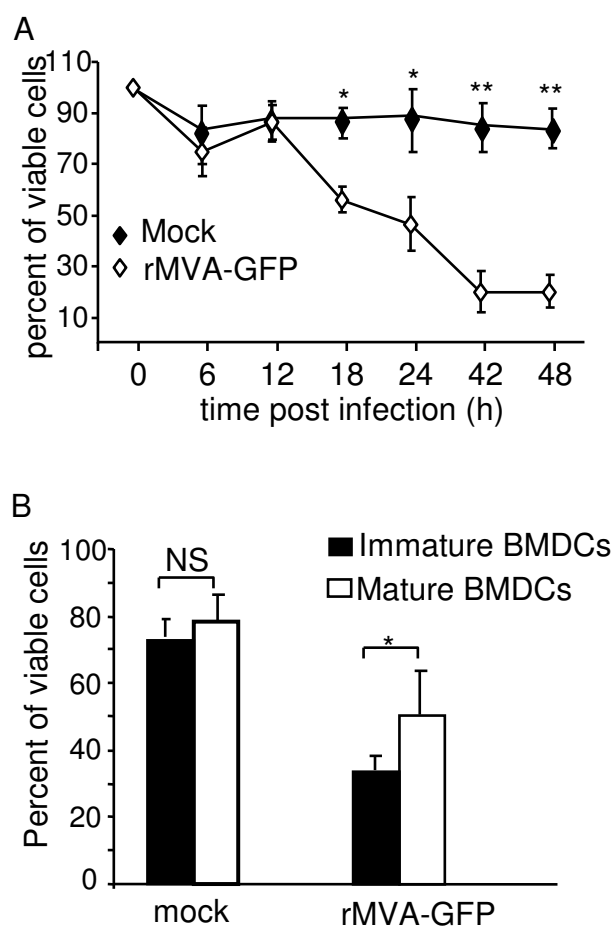 A
percent of viable cells
110
90
70
50
30
10
* * ** **
Mock
rMVA-GFP
0 6 12 18 24 42 48
time post infection (h)
B
Percent of viable cells
100
80
60
40
20
0
NS
*
Immature BMDCs
Mature BMDCs
mock rMVA-GFP